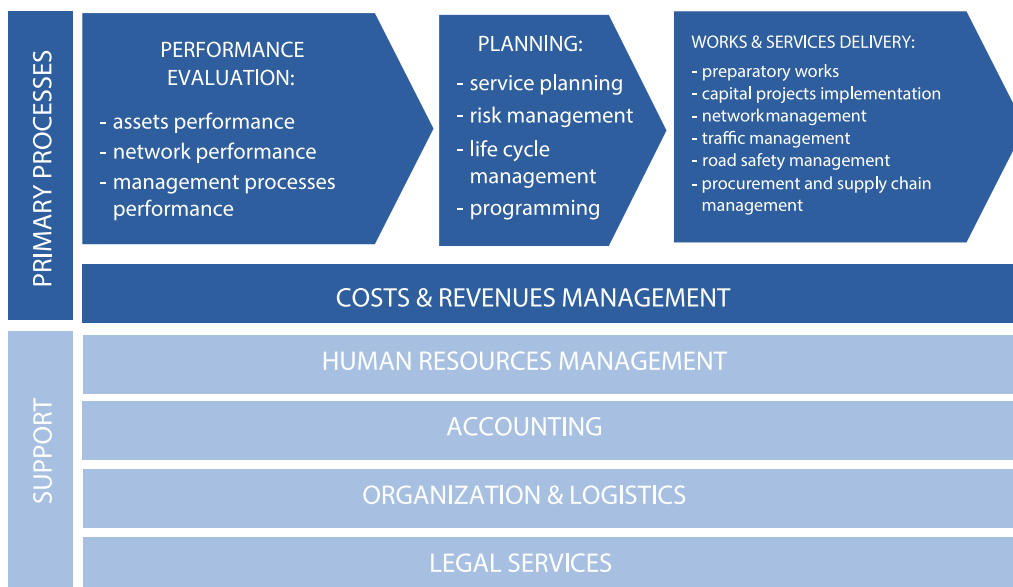 PRIMARY PROCESSES
PERFORMANCE
EVALUATION:
- assets performance
- network performance
- management processes
performance
PLANNING:
- service planning
- risk management
- life cycle
management
- programming
WORKS & SERVICES DELIVERY:
- preparatory works
- capital projects implementation
- network management
- traffic management
- road safety management
- procurement and supply chain
management
COSTS & REVENUES MANAGEMENT
SUPPORT
HUMAN RESOURCES MANAGEMENT
ACCOUNTING
ORGANIZATION & LOGISTICS
LEGAL SERVICES